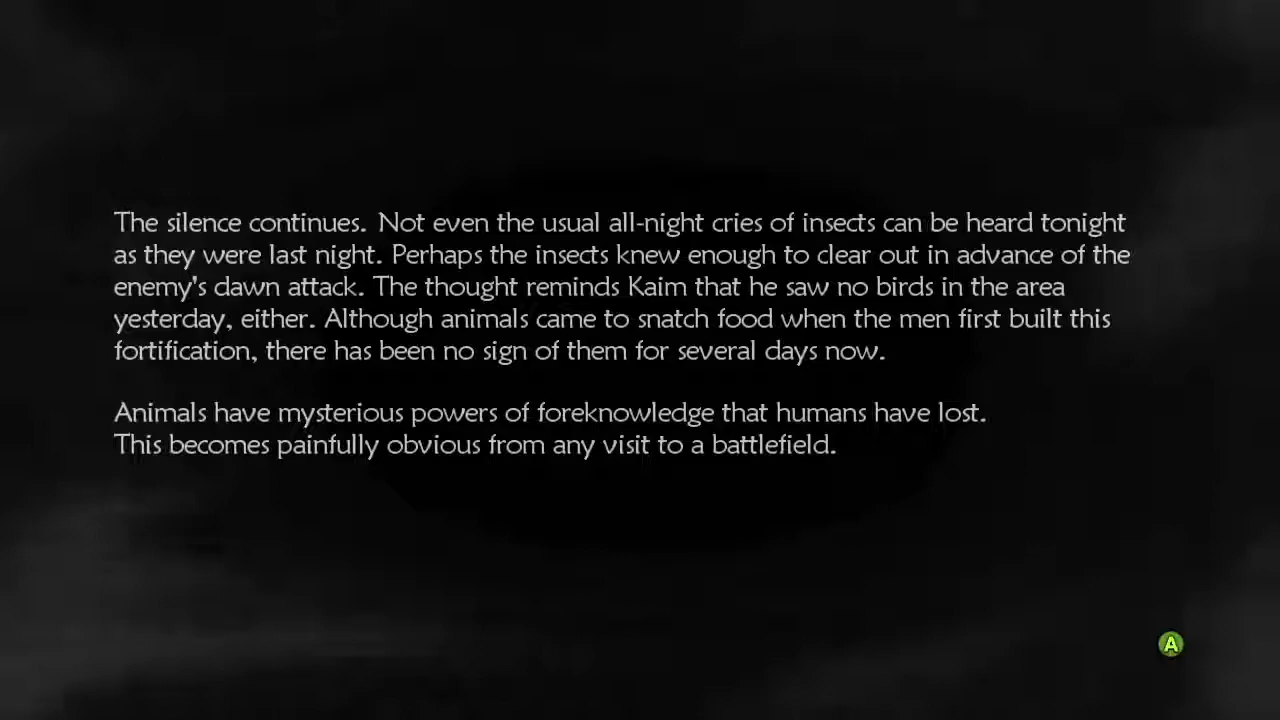 The silence continues. Not even the usual all-night cries of insects can be heard tonight
as they were last night. Perhaps the insects knew enough to clear out in advance of the
enemy's dawn attack. The thought reminds Kaim that he saw no birds in the area
yesterday, either. Although animals came to snatch food when the men first built this
fortification, there has been no sign of them for several days now.
Animals have mysterious powers of foreknowledge that humans have lost.
This becomes painfully obvious from any visit to a battlefield.
A